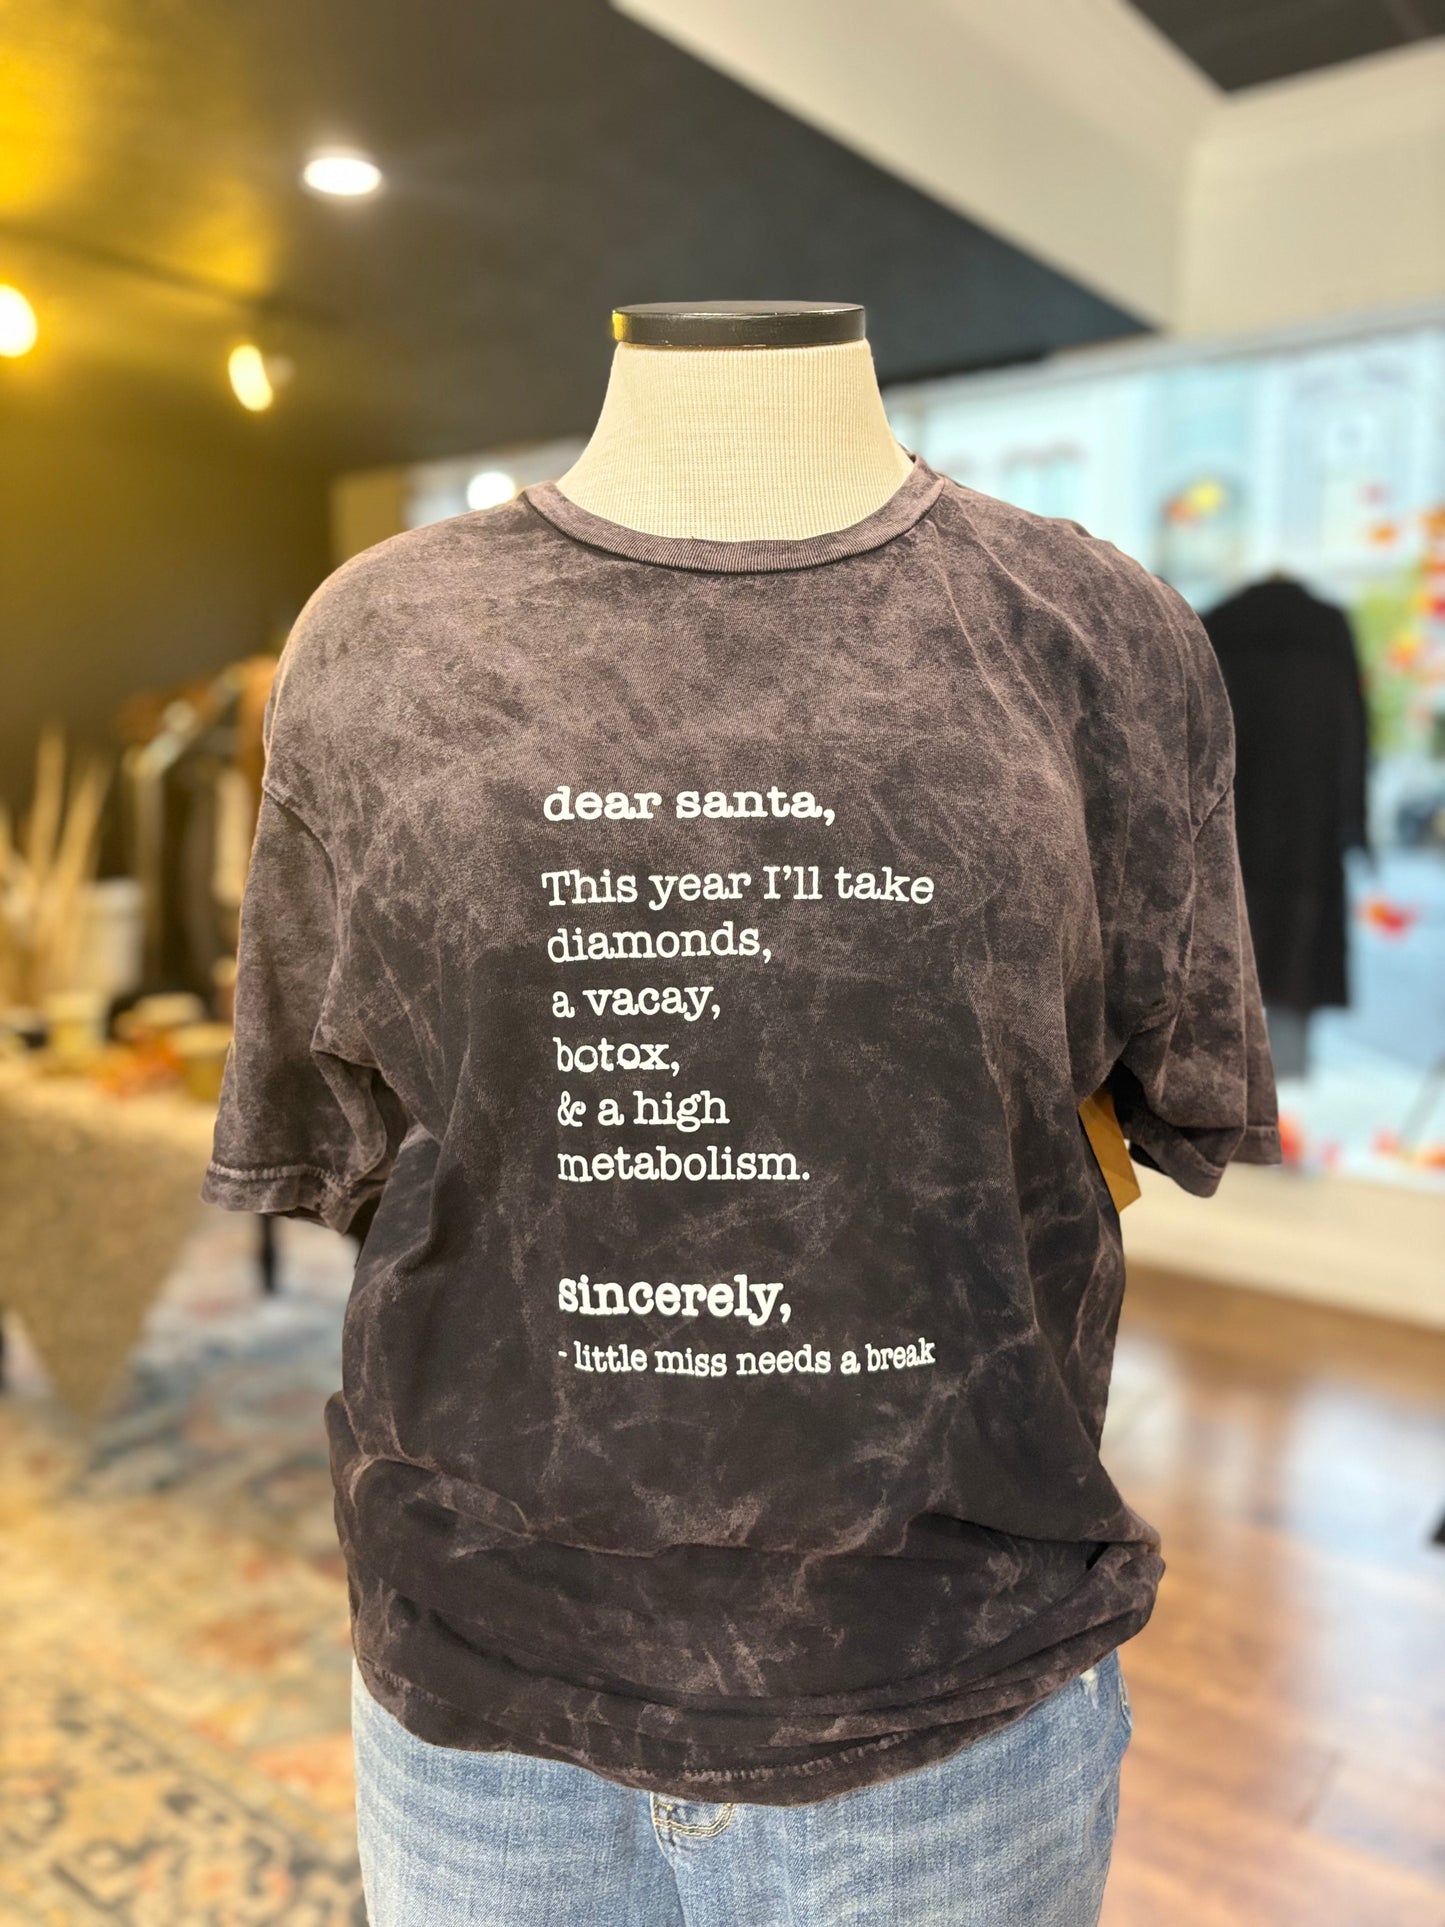 dear santa,
This year I'll take
diamonds,
a vacay,
botox,
& a high
metabolism.
sincerely,
- little miss needs a break